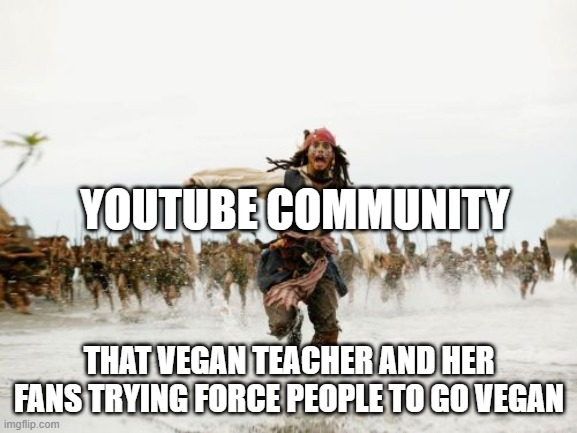 YOUTUBE COMMUNITY
THAT VEGAN TEACHER AND HER
FANS TRYING FORCE PEOPLE TO GO VEGAN
imgflip.com